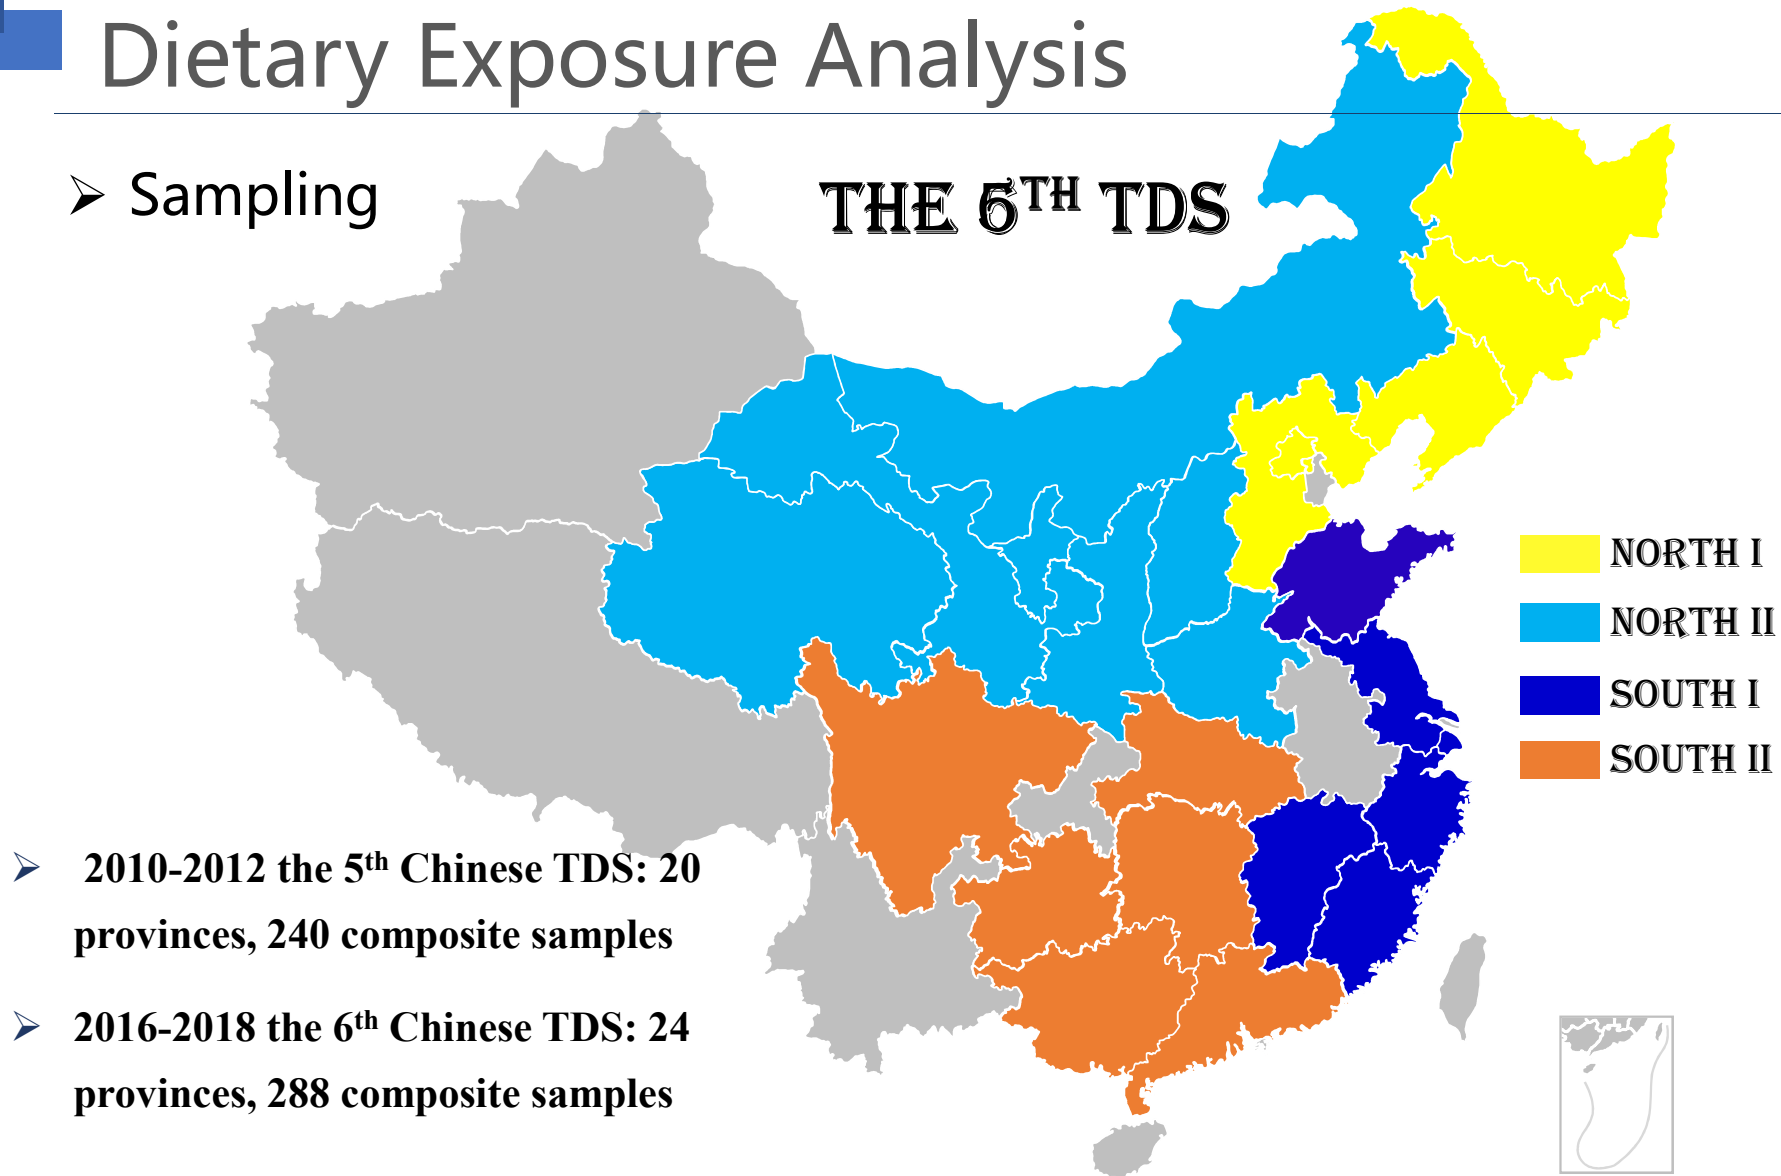 Dietary Exposure Analysis
➢ Sampling
THE 6TH TDS
NORTH I
NORTH II
SOUTH I
SOUTH II
➢ 2010-2012 the 5th Chinese TDS: 20
provinces, 240 composite samples
➢ 2016-2018 the 6th Chinese TDS: 24
provinces, 288 composite samples